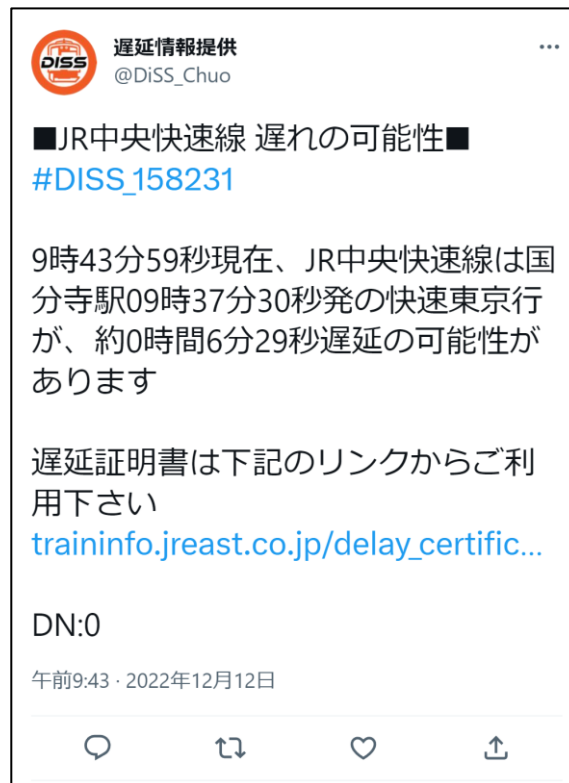 DiSS
遅延情報提供
@DiSS_Chuo
■JR中央快速線 遅れの可能性■
#DISS_158231
9時43分59秒現在、JR中央快速線は国
分寺駅09時37分30秒発の快速東京行
が、約0時間6分29秒遅延の可能性が
あります
遅延証明書は下記のリンクからご利
用下さい
traininfo.jreast.co.jp/delay_certific...
DN:0
午前9:43 · 2022年12月12日